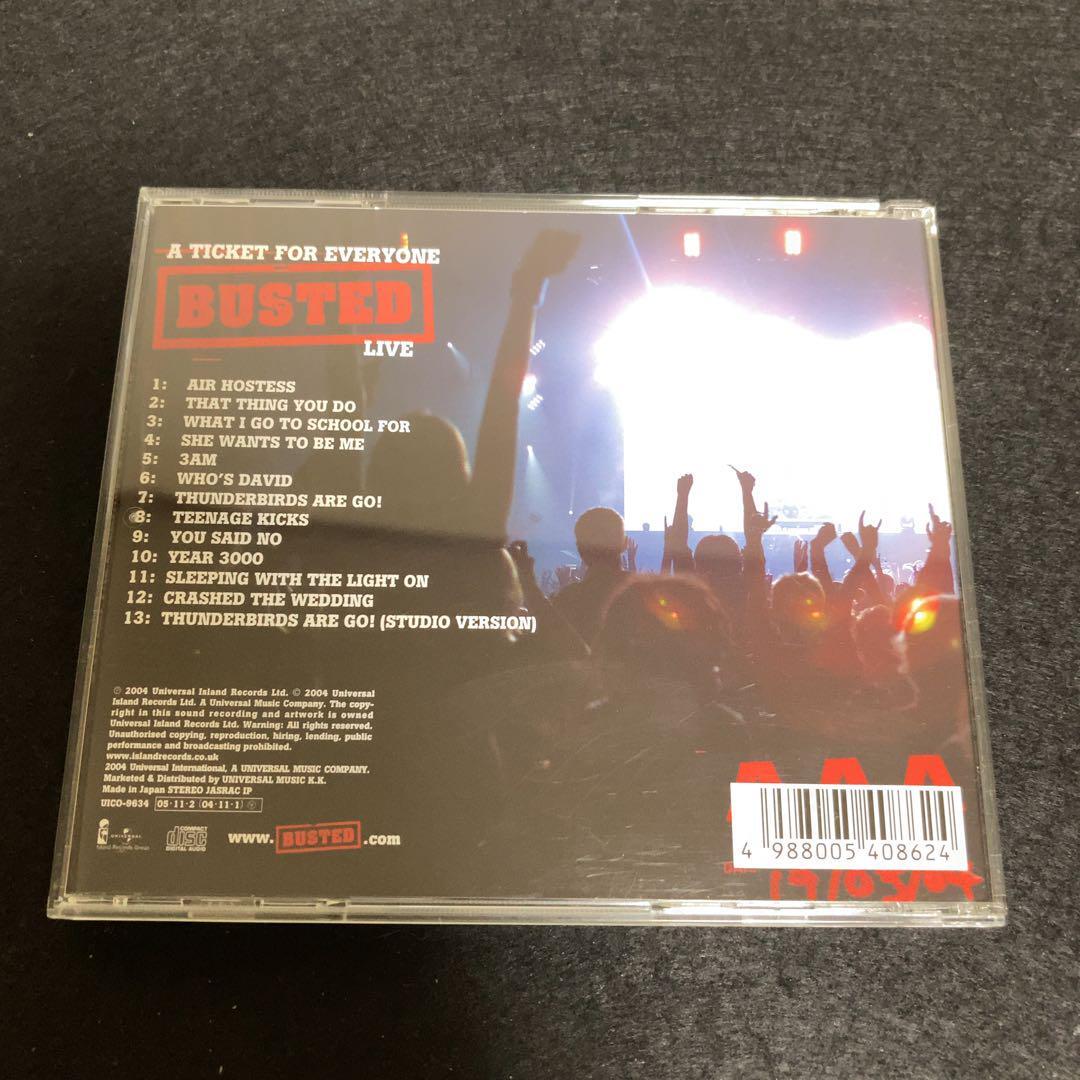 A TICKET FOR EVERYONE
BUSTED
LIVE
1: AIR HOSTESS
2: THAT THING YOU DO
3: WHAT I GO TO SCHOOL FOR
4: SHE WANTS TO BE ME
5: 3AM
6: WHO'S DAVID
7: THUNDERBIRDS ARE GO!
8: TEENAGE KICKS
9: YOU SAID NO
10: YEAR 3000
11: SLEEPING WITH THE LIGHT ON
12: CRASHED THE WEDDING
13: THUNDERBIRDS ARE GO! (STUDIO VERSION)
℗ 2004 Universal Island Records Ltd. © 2004 Universal
Island Records Ltd. A Universal Music Company. The copy-
right in this sound recording and artwork is owned
Universal Island Records Ltd. Warning: All rights reserved.
Unauthorised copying, reproduction, hiring, lending, public
performance and broadcasting prohibited.
www.islandrecords.co.uk
2004 Universal International, A UNIVERSAL MUSIC COMPANY.
Marketed & Distributed by UNIVERSAL MUSIC K.K.
Made in Japan STEREO JASRAC IP
UICO-9634 05·11·2 (04·11·1) Ⓨ
Island Records Group
UNIVERSAL
COMPACT
disc
DIGITAL AUDIO
www.BUSTED.com
AAA
4 988005 408624